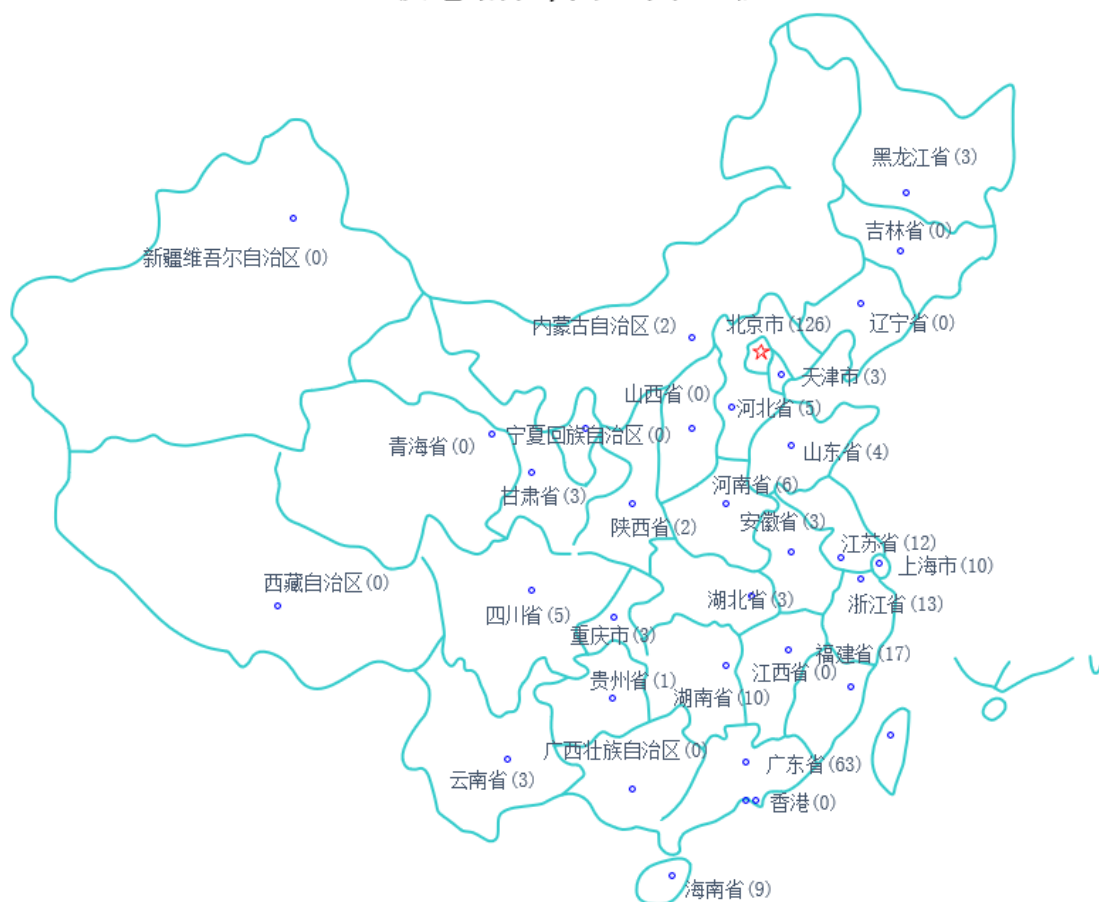 黑龙江省(3)
吉林省(0)
新疆维吾尔自治区(0)
内蒙古自治区(2)
北京市(126)
辽宁省(0)
天津市(3)
山西省(0)
河北省(5)
宁夏回族自治区(0)
青海省(0)
山东省(4)
甘肃省(3)
河南省(6)
陕西省(2)
安徽省(3)
江苏省(12)
上海市(10)
西藏自治区(0)
四川省(5)
湖北省(3)
浙江省(13)
重庆市(3)
福建省(17)
江西省(0)
贵州省(1)
湖南省(10)
广西壮族自治区(0)
广东省(63)
云南省(3)
香港(0)
海南省(9)